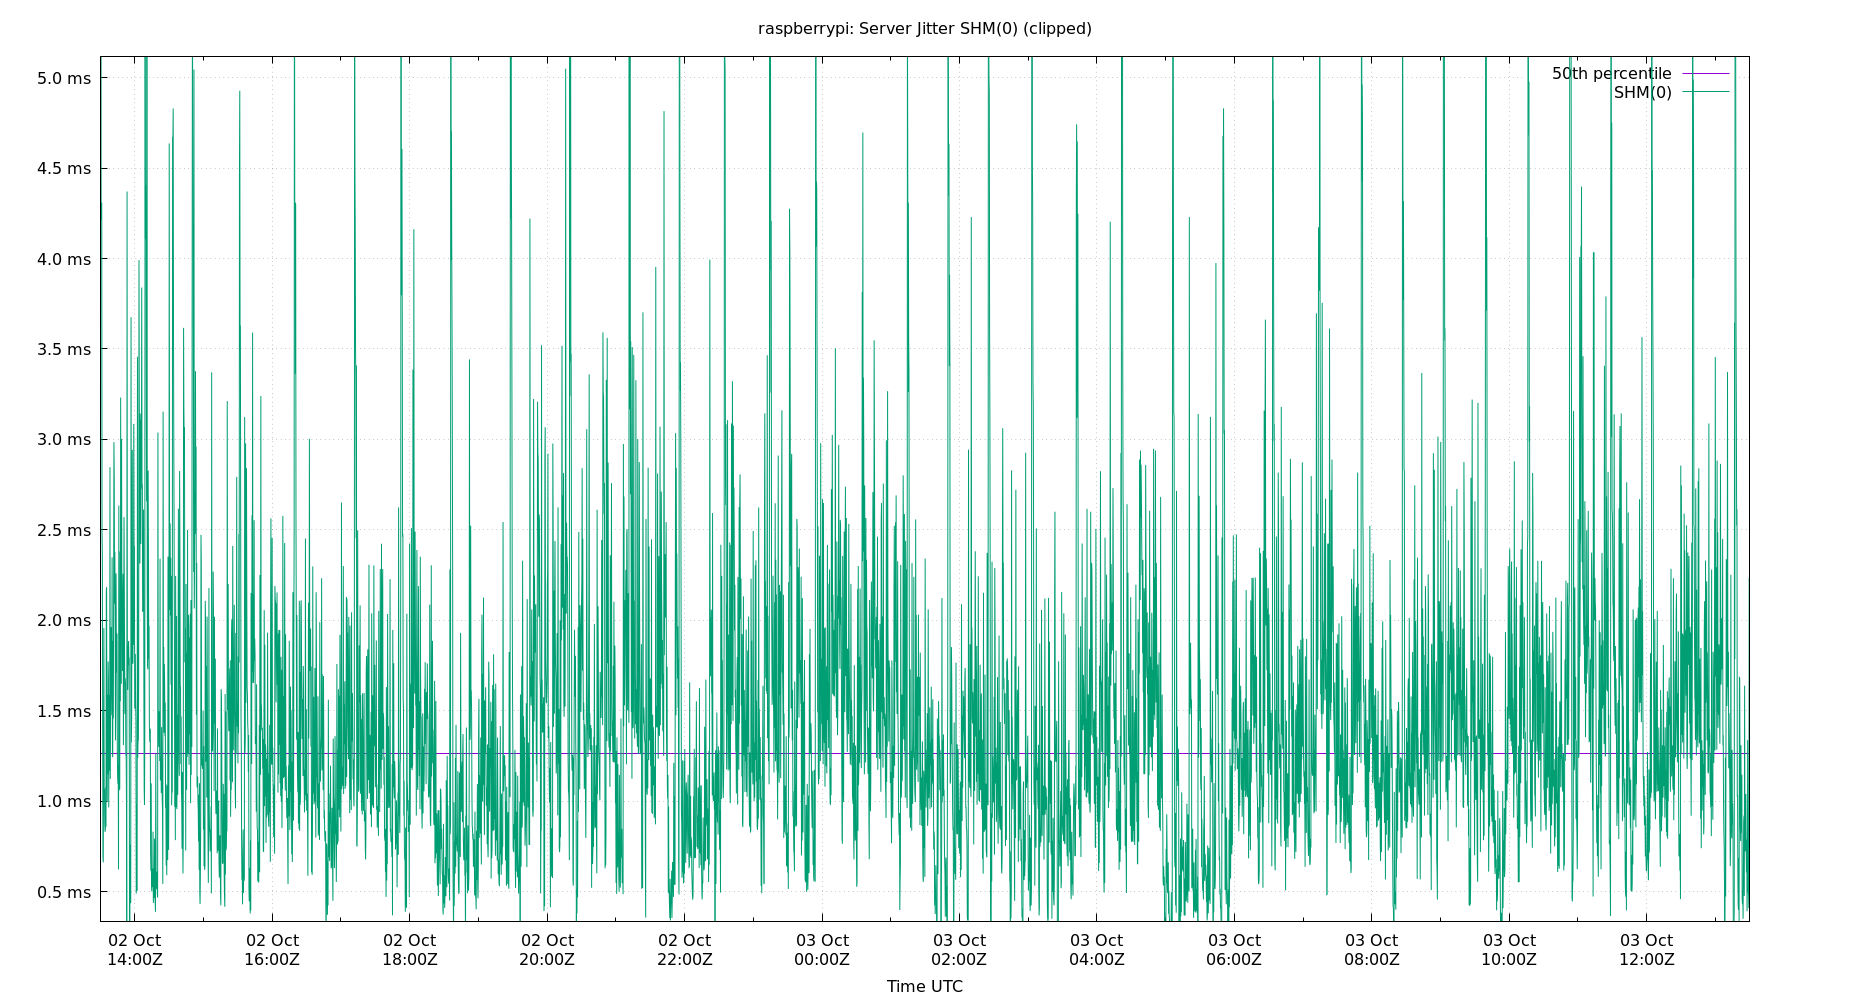 raspberrypi: Server Jitter SHM(0) (clipped)
5.0 ms
4.5 ms
4.0 ms
3.5 ms
3.0 ms
2.5 ms
2.0 ms
1.5 ms
1.0 ms
0.5 ms
50th percentile
SHM(0)
02 Oct 02 Oct 02 Oct 02 Oct 02 Oct 03 Oct 03 Oct 03 Oct 03 Oct 03 Oct 03 Oct 03 Oct
14:00Z 16:00Z 18:00Z 20:00Z 22:00Z 00:00Z 02:00Z 04:00Z 06:00Z 08:00Z 10:00Z 12:00Z
Time UTC